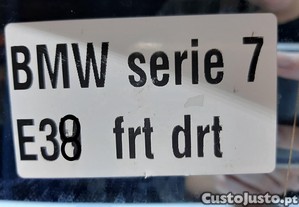 BMW serie 7
E38 frt drt
CustoJusto.pt